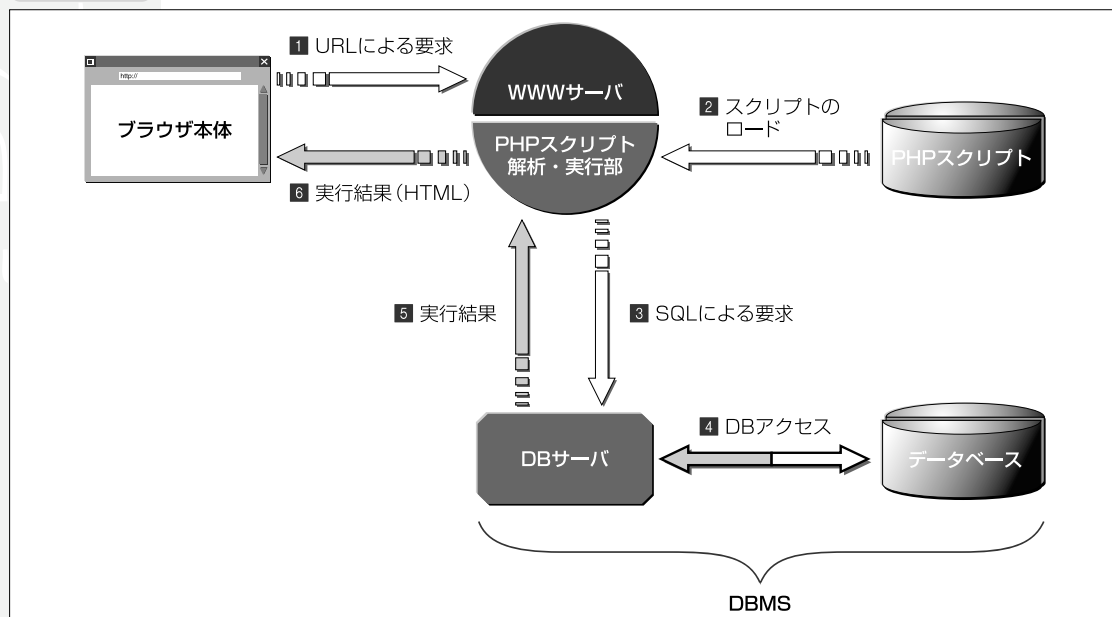 1 URLによる要求
http://
ブラウザ本体
WWWサーバ
PHPスクリプト
解析・実行部
2 スクリプトの
ロード
PHPスクリプト
6 実行結果(HTML)
5 実行結果
3 SQLによる要求
DBサーバ
4 DBアクセス
データベース
DBMS